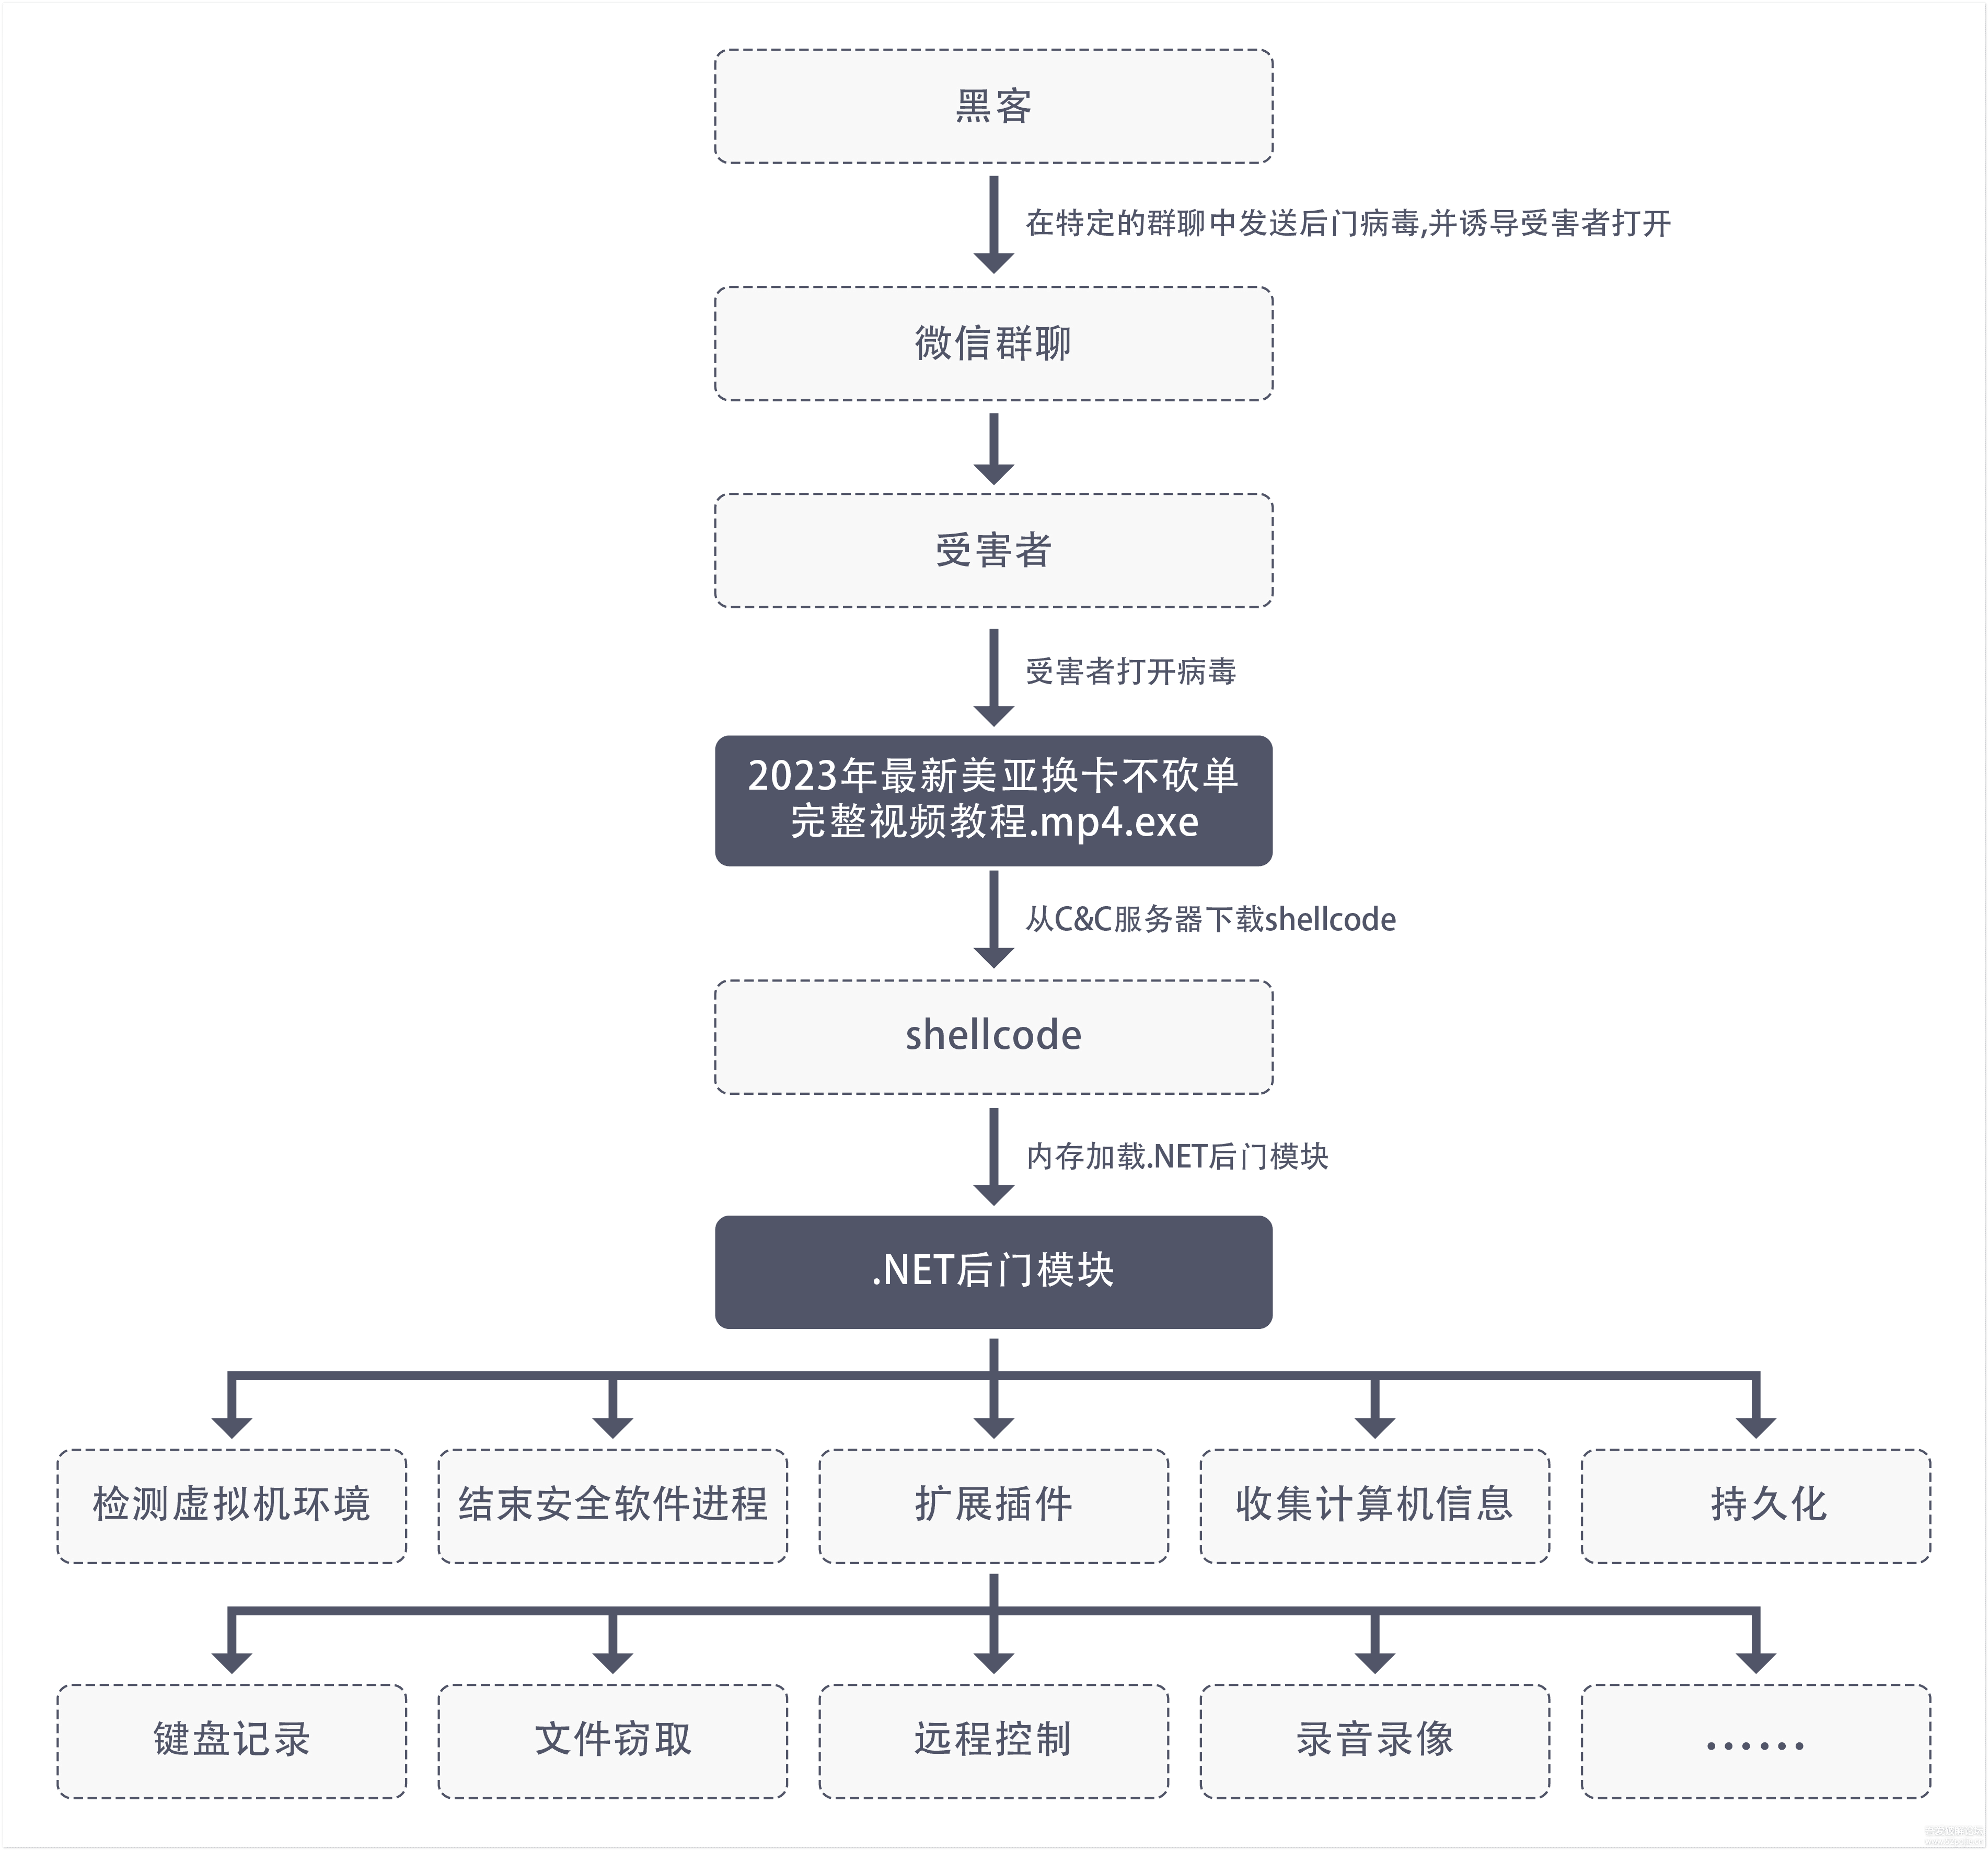 黑客
在特定的群聊中发送后门病毒,并诱导受害者打开
微信群聊
受害者
受害者打开病毒
2023年最新美亚换卡不砍单
完整视频教程.mp4.exe
从C&C服务器下载shellcode
shellcode
内存加载.NET后门模块
.NET后门模块
检测虚拟机环境
结束安全软件进程
扩展插件
收集计算机信息
持久化
键盘记录
文件窃取
远程控制
录音录像
……